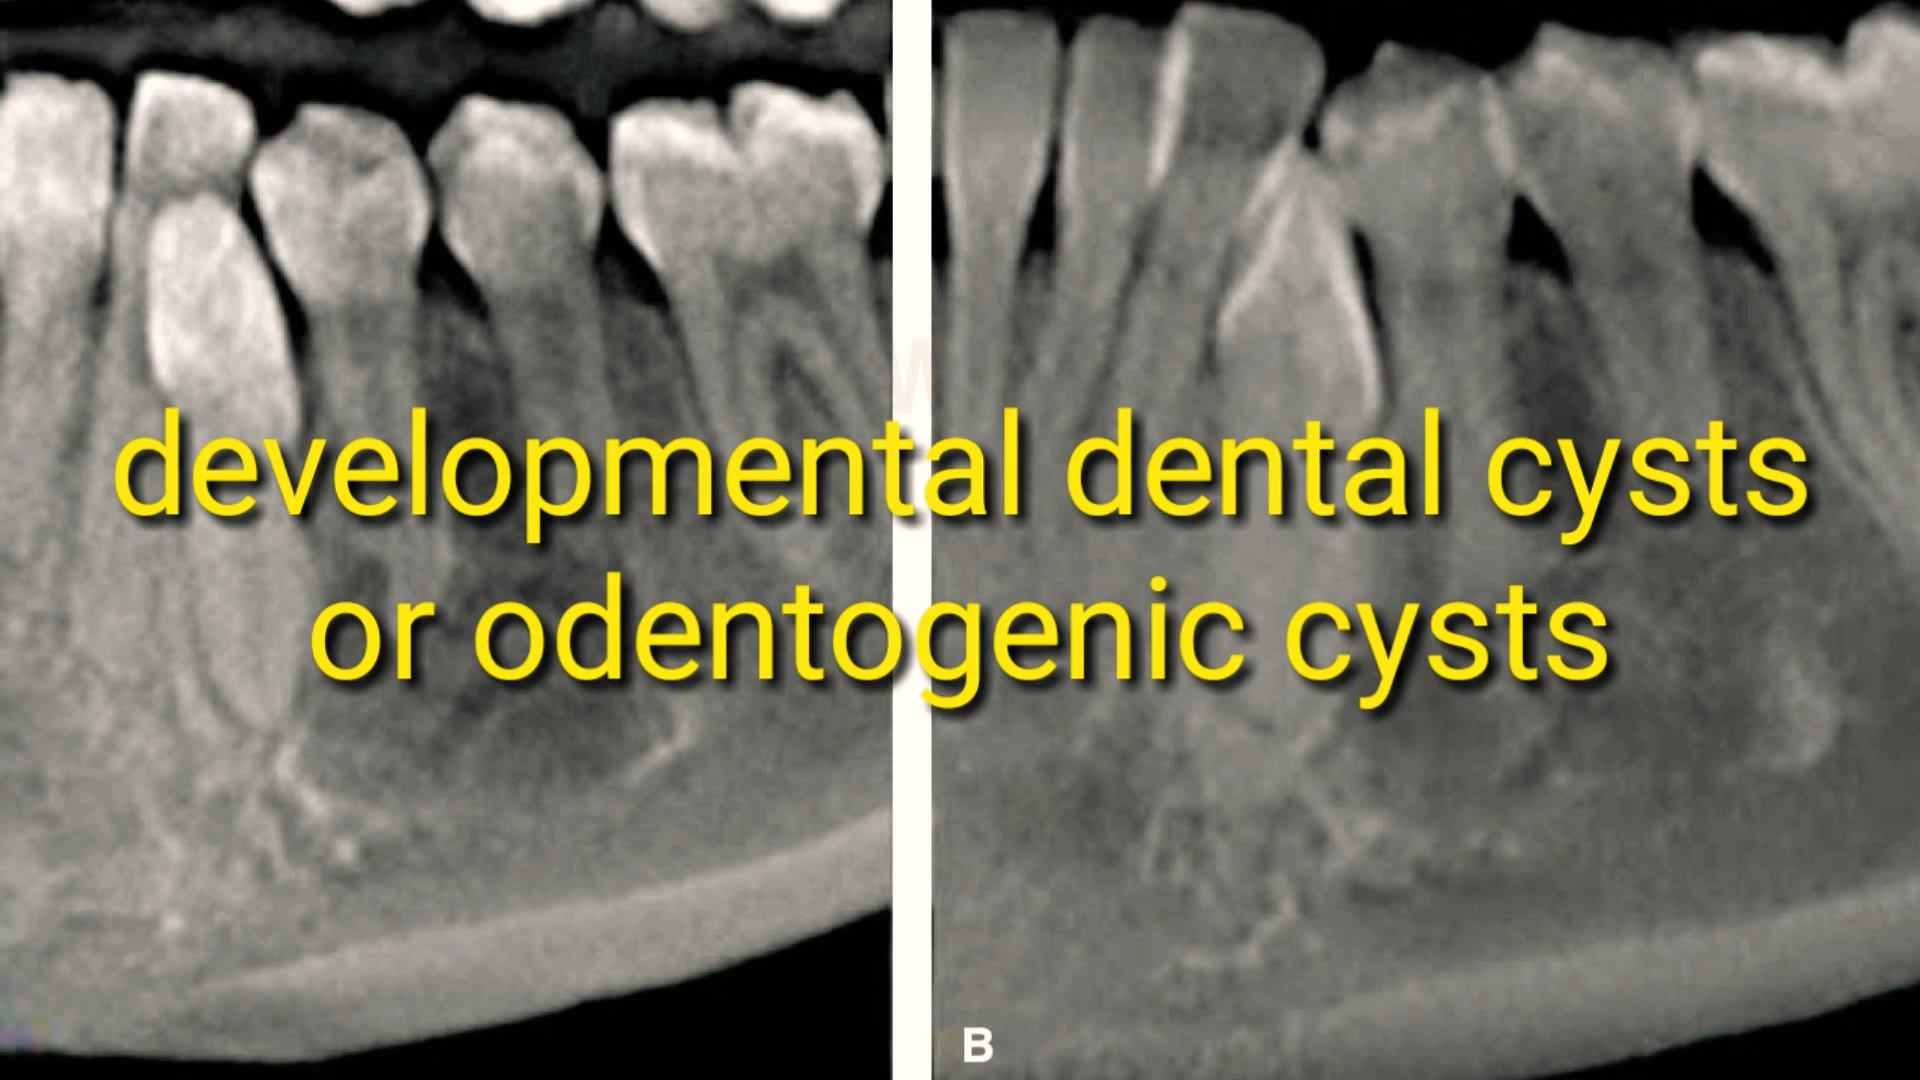 developmental dental cysts
or odentogenic cysts
B